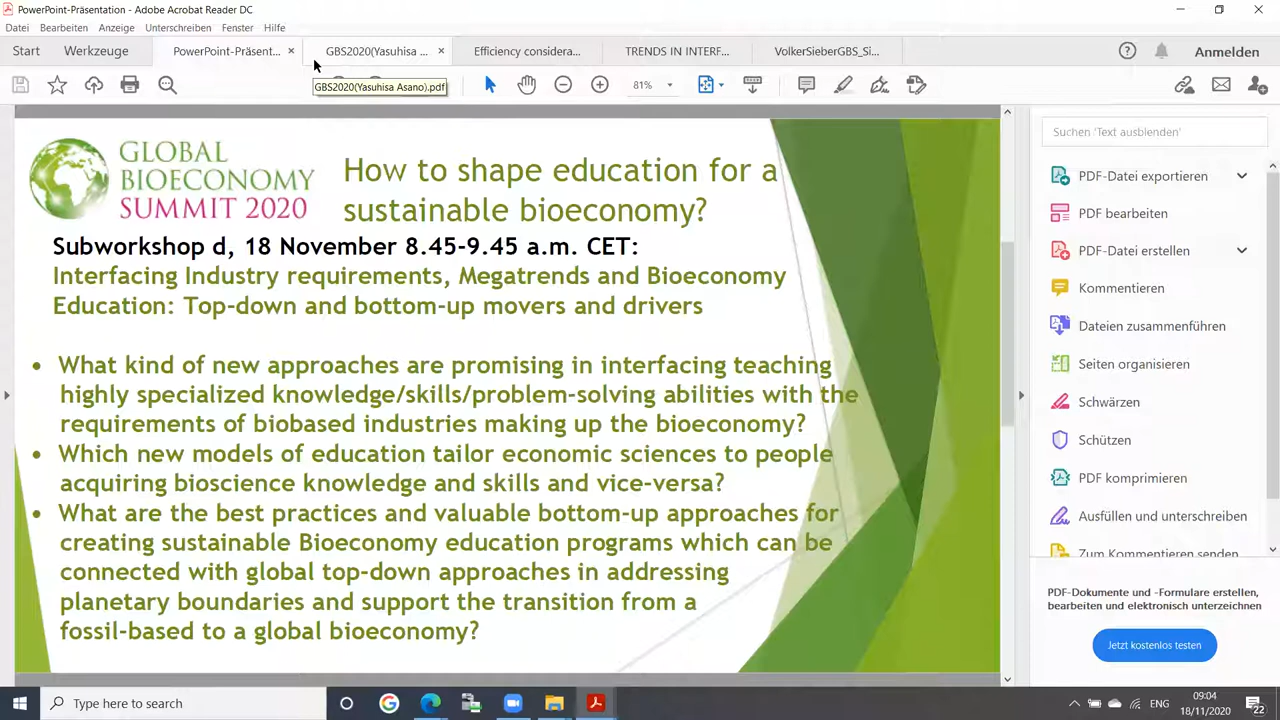 PowerPoint-Präsentation - Adobe Acrobat Reader DC
Datei Bearbeiten Anzeige Unterschreiben Fenster Hilfe
Start Werkzeuge PowerPoint-Präsent... × GBS2020(Yasuhisa ... × Efficiency considera... TRENDS IN INTERF... VolkerSieberGBS_Si... Anmelden
81%
GBS2020(Yasuhisa Asano).pdf
GLOBAL
BIOECONOMY
SUMMIT 2020
How to shape education for a
sustainable bioeconomy?
Subworkshop d, 18 November 8.45-9.45 a.m. CET:
Interfacing Industry requirements, Megatrends and Bioeconomy
Education: Top-down and bottom-up movers and drivers
• What kind of new approaches are promising in interfacing teaching
highly specialized knowledge/skills/problem-solving abilities with the
requirements of biobased industries making up the bioeconomy?
• Which new models of education tailor economic sciences to people
acquiring bioscience knowledge and skills and vice-versa?
• What are the best practices and valuable bottom-up approaches for
creating sustainable Bioeconomy education programs which can be
connected with global top-down approaches in addressing
planetary boundaries and support the transition from a
fossil-based to a global bioeconomy?
Suchen 'Text ausblenden'
PDF-Datei exportieren
PDF bearbeiten
PDF-Datei erstellen
Kommentieren
Dateien zusammenführen
Seiten organisieren
Schwärzen
Schützen
PDF komprimieren
Ausfüllen und unterschreiben
Zum Kommentieren senden
PDF-Dokumente und -Formulare erstellen,
bearbeiten und elektronisch unterzeichnen
Jetzt kostenlos testen
Type here to search
ENG
09:04
18/11/2020
22